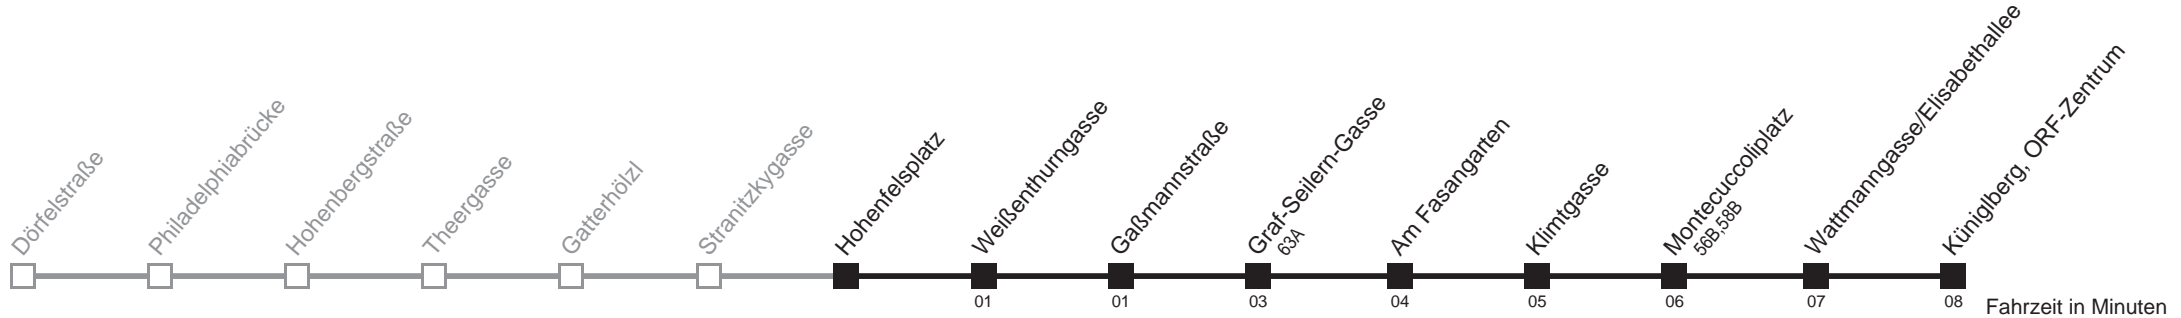 Dörfelstraße
Philadelphiabrücke
Hohenbergstraße
Theergasse
Gatterhölzl
Stranitzkygasse
Hohenfelsplatz
Weißenthurngasse
Gaßmannstraße
Graf-Seilern-Gasse
63A
Am Fasangarten
Klimtgasse
Montecuccoliplatz
56B,58B
Wattmanngasse/Elisabethallee
Küniglberg, ORF-Zentrum
01
01
03
04
05
06
07
08
Fahrzeit in Minuten